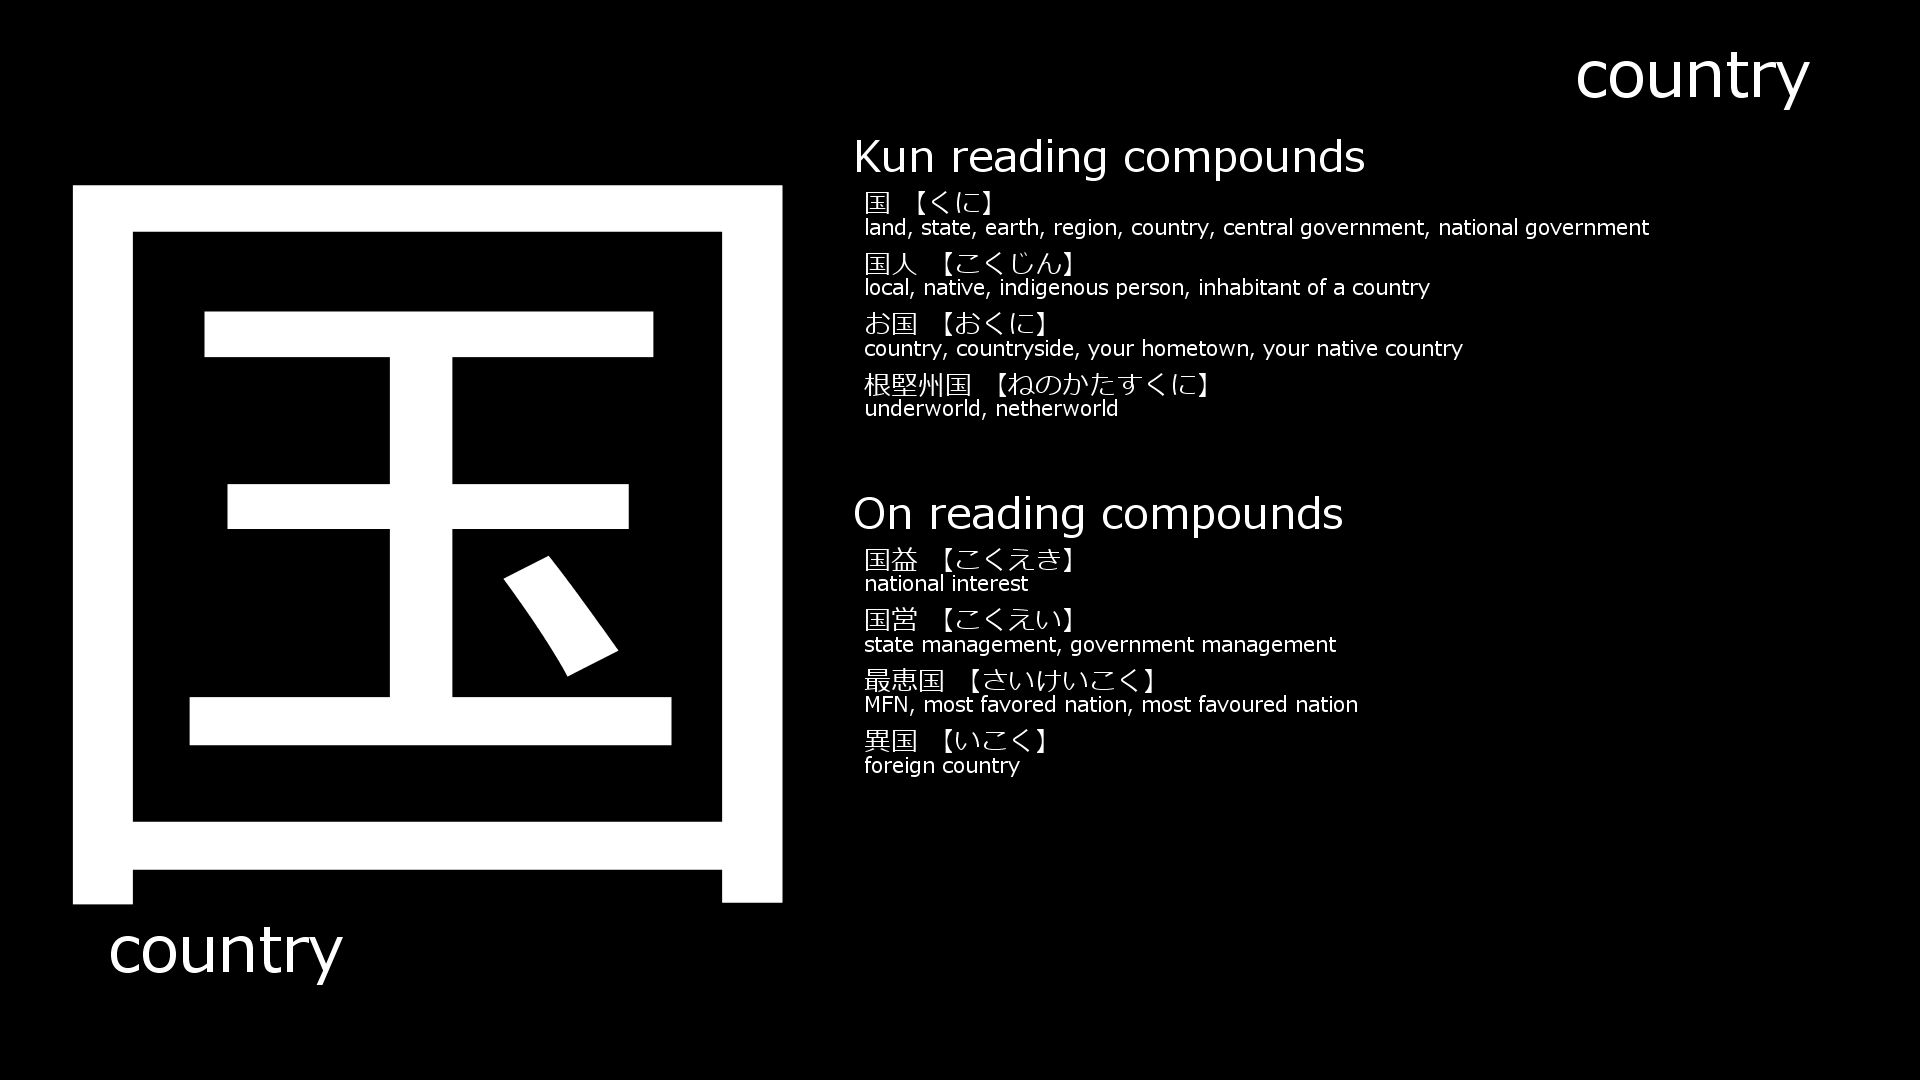 country
国
country
Kun reading compounds
国 【くに】
land, state, earth, region, country, central government, national government
国人 【こくじん】
local, native, indigenous person, inhabitant of a country
お国 【おくに】
country, countryside, your hometown, your native country
根堅州国 【ねのかたすくに】
underworld, netherworld
On reading compounds
国益 【こくえき】
national interest
国営 【こくえい】
state management, government management
最恵国 【さいけいこく】
MFN, most favored nation, most favoured nation
異国 【いこく】
foreign country